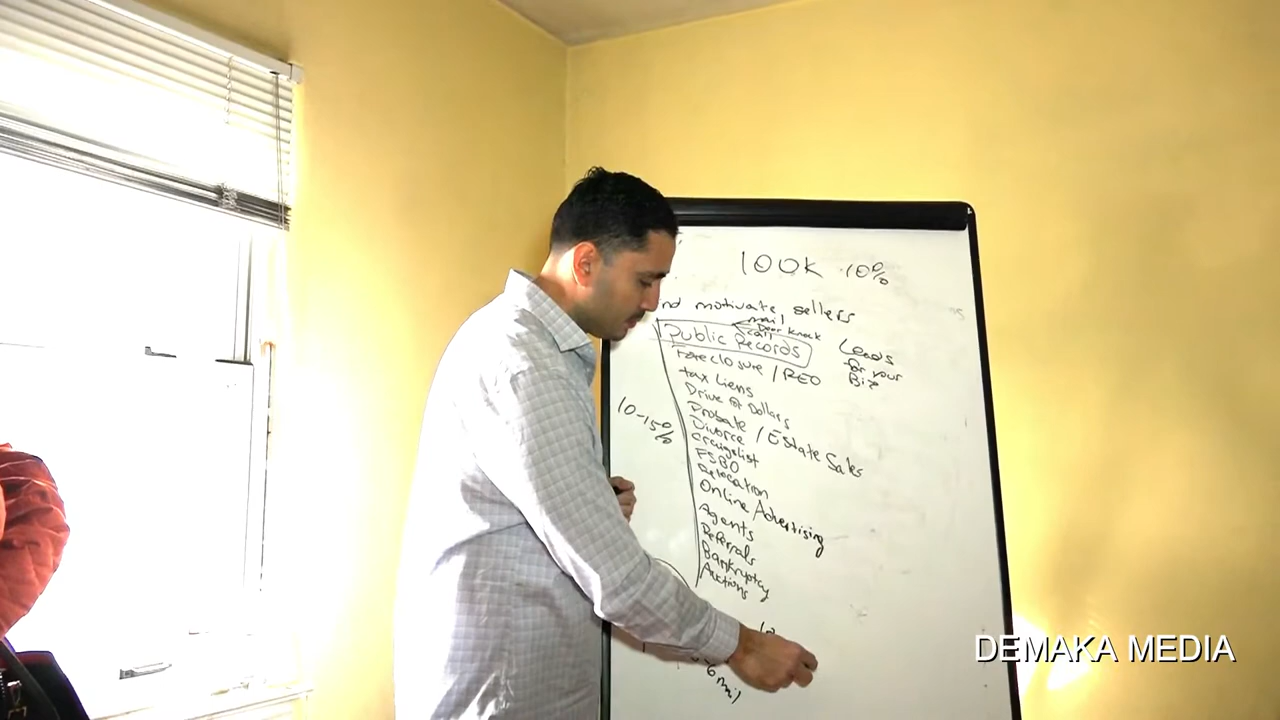 100K 10%
nd motivate sellers
mail
Door knock
call
Public Records
Leads
for your
Biz
Foreclosure / REO
tax Liens
Drive for Dollars
10-15%
Probate / Estate Sales
Divorce
Craigslist
FSBO
Relocation
Online Advertising
Agents
Referrals
Bankruptcy
Auctions
mail
DEMAKA MEDIA